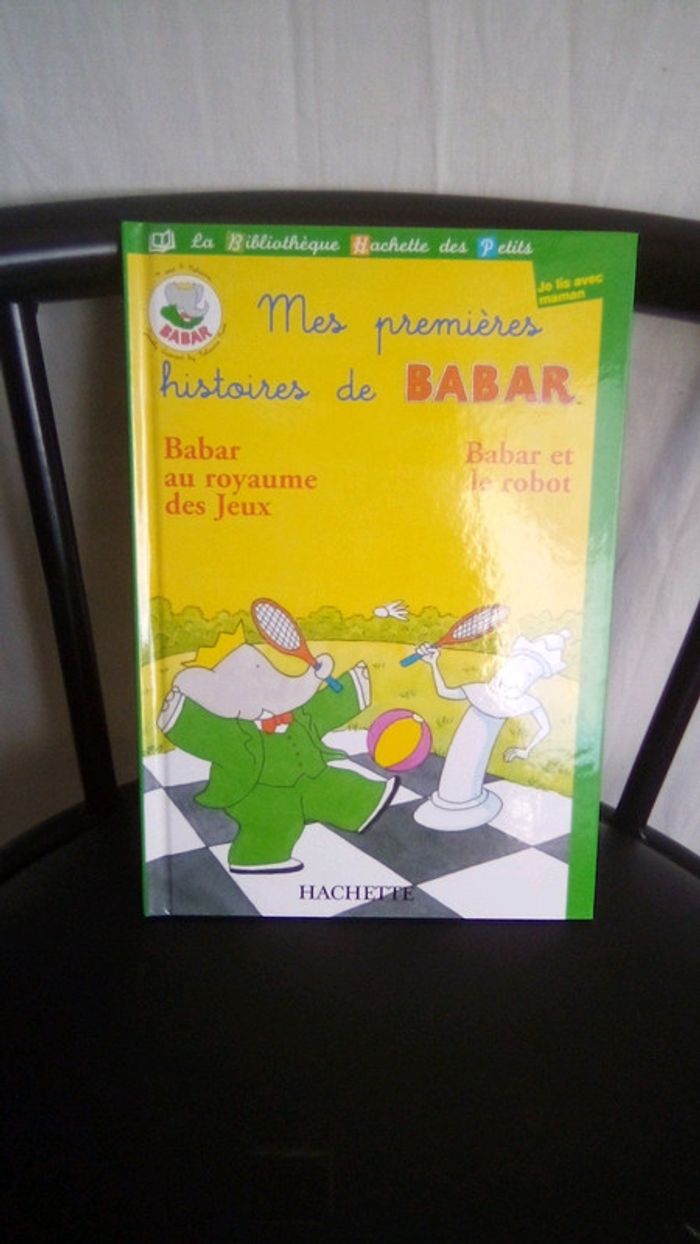 La Bibliothèque Hachette des Petits
Je lis avec
maman
BABAR
Mes premières
histoires de BABAR
Babar
au royaume
des Jeux
Babar et
le robot
HACHETTE